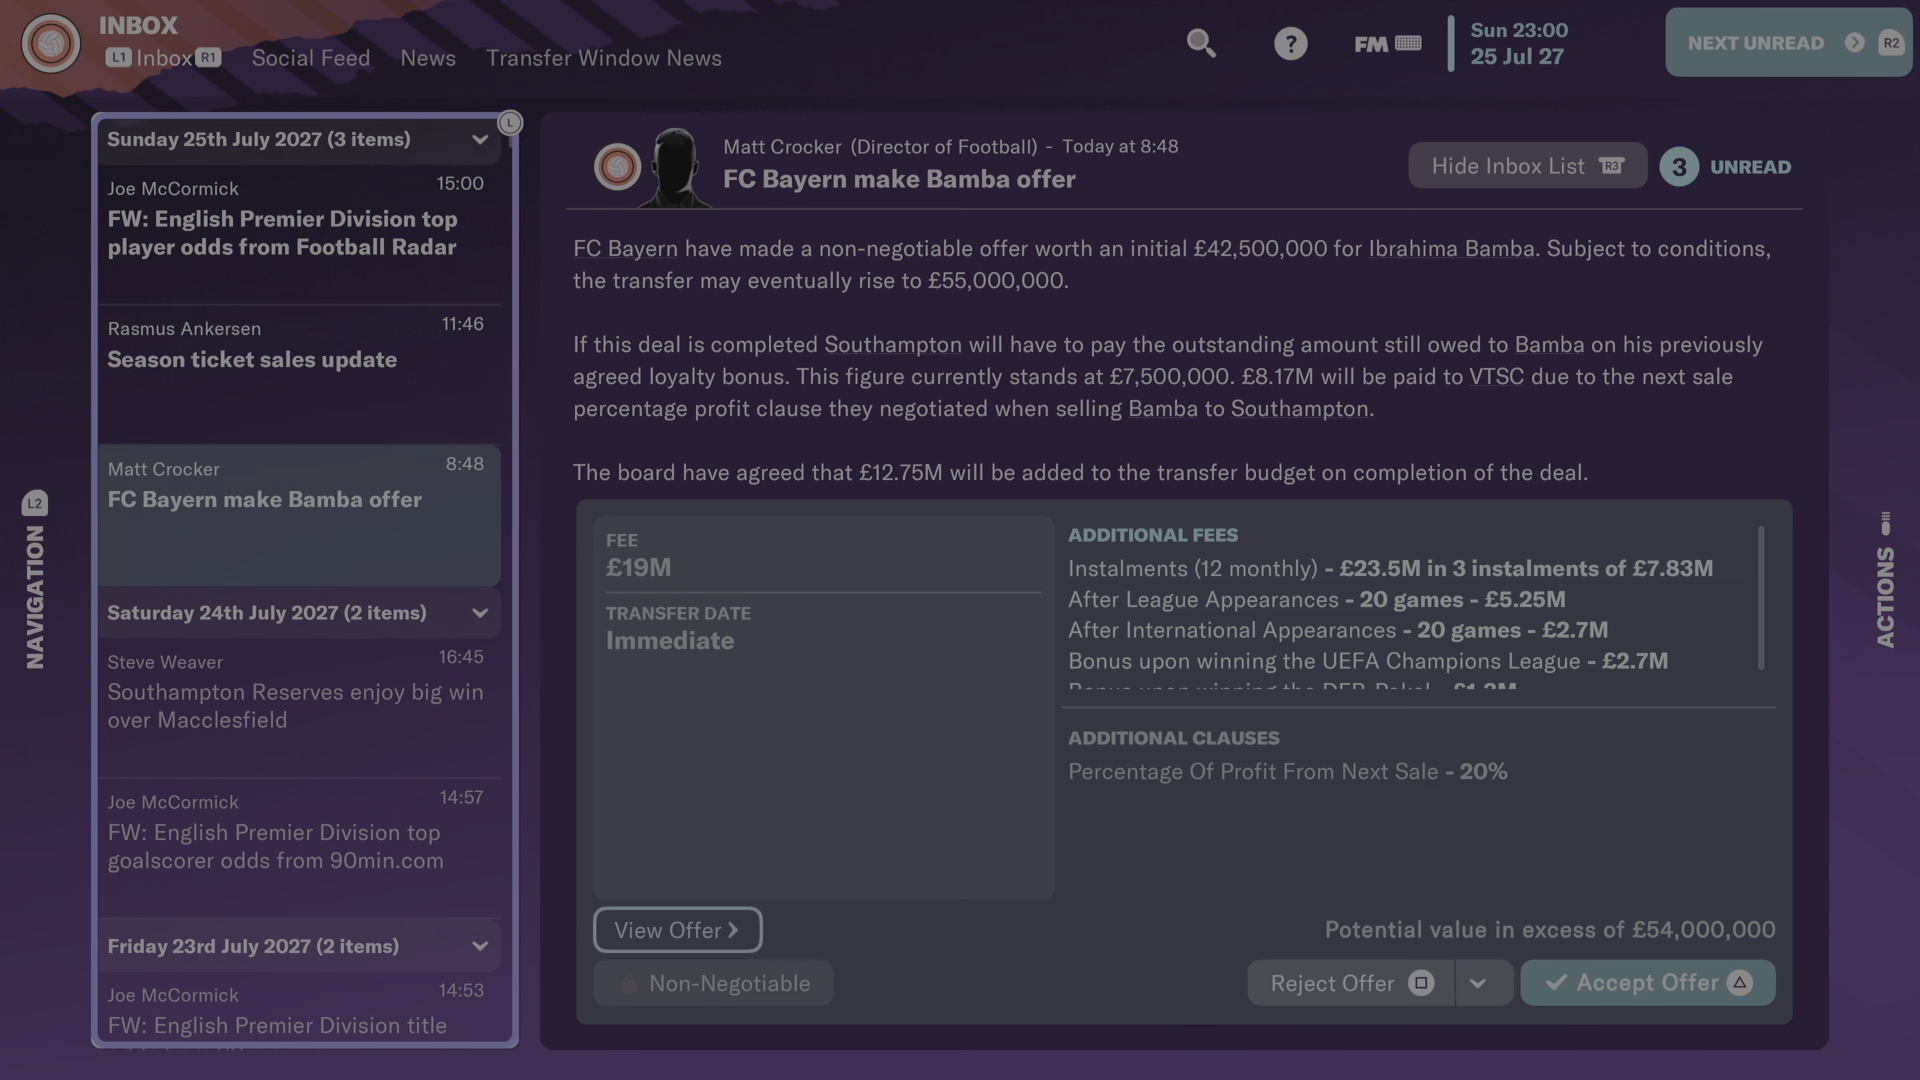 INBOX
L1 Inbox R1 Social Feed News Transfer Window News
FM
Sun 23:00
25 Jul 27
NEXT UNREAD R2
L
Sunday 25th July 2027 (3 items)
Joe McCormick 15:00
FW: English Premier Division top
player odds from Football Radar
Rasmus Ankersen 11:46
Season ticket sales update
Matt Crocker 8:48
FC Bayern make Bamba offer
Saturday 24th July 2027 (2 items)
Steve Weaver 16:45
Southampton Reserves enjoy big win
over Macclesfield
Joe McCormick 14:57
FW: English Premier Division top
goalscorer odds from 90min.com
Friday 23rd July 2027 (2 items)
Joe McCormick 14:53
FW: English Premier Division title
L2
NAVIGATION
Matt Crocker (Director of Football) - Today at 8:48
FC Bayern make Bamba offer
Hide Inbox List R3
3 UNREAD
FC Bayern have made a non-negotiable offer worth an initial £42,500,000 for Ibrahima Bamba. Subject to conditions,
the transfer may eventually rise to £55,000,000.
If this deal is completed Southampton will have to pay the outstanding amount still owed to Bamba on his previously
agreed loyalty bonus. This figure currently stands at £7,500,000. £8.17M will be paid to VTSC due to the next sale
percentage profit clause they negotiated when selling Bamba to Southampton.
The board have agreed that £12.75M will be added to the transfer budget on completion of the deal.
FEE
£19M
TRANSFER DATE
Immediate
ADDITIONAL FEES
Instalments (12 monthly) - £23.5M in 3 instalments of £7.83M
After League Appearances - 20 games - £5.25M
After International Appearances - 20 games - £2.7M
Bonus upon winning the UEFA Champions League - £2.7M
Bonus upon winning the DFB-Pokal - £1.3M
ADDITIONAL CLAUSES
Percentage Of Profit From Next Sale - 20%
View Offer
Potential value in excess of £54,000,000
Non-Negotiable
Reject Offer
Accept Offer
ACTIONS